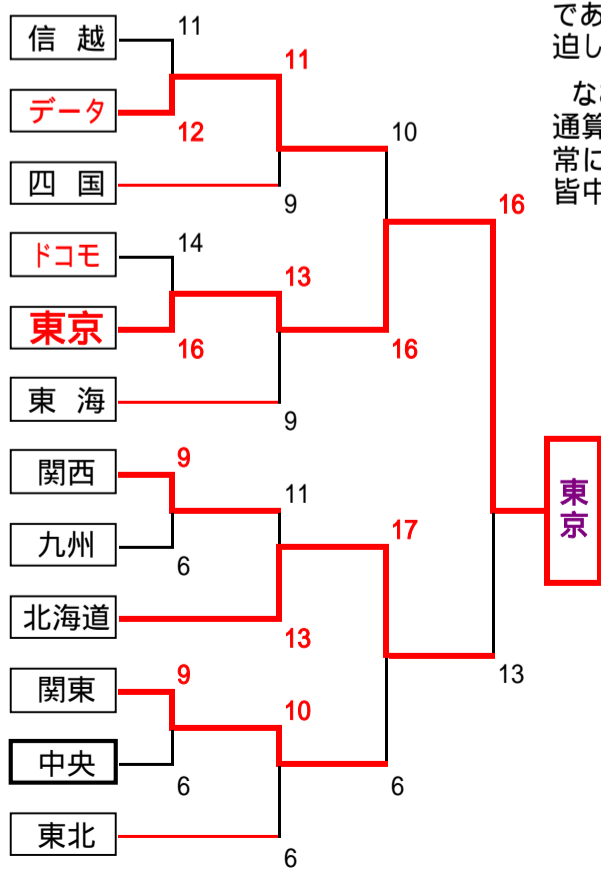 信越
11
データ
12
11
四国
9
10
ドコモ
14
東京
16
13
東海
9
16
16
関西
9
九州
6
11
北海道
13
17
関東
9
中央
6
10
東北
6
6
13
東京
であ
迫し
なお
通算
常に
皆中